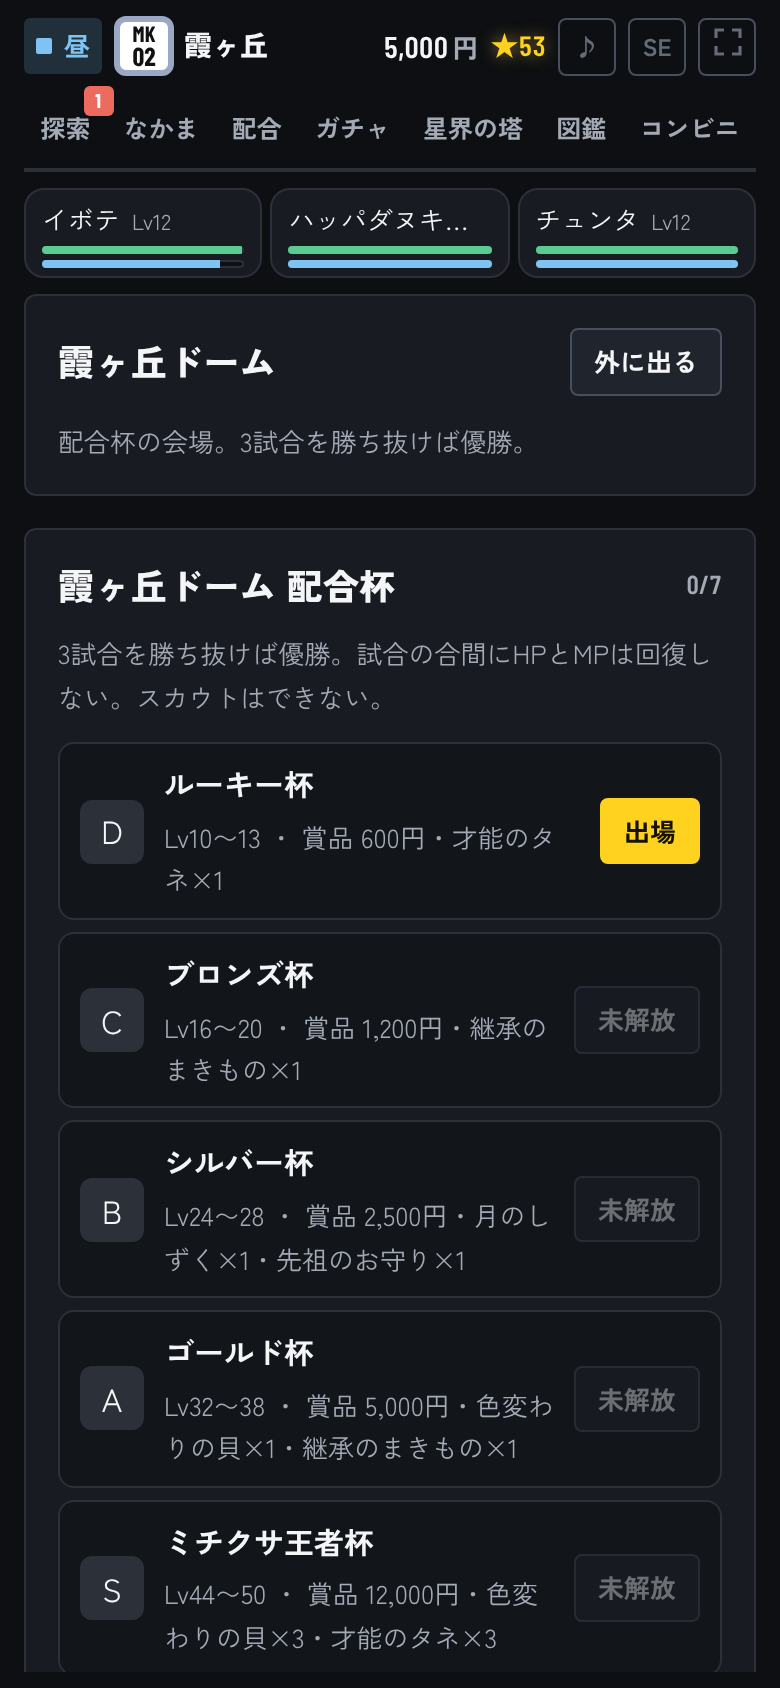 昼 MK 02 霞ヶ丘 5,000 円 ★53 ♪ SE
探索 1 なかま 配合 ガチャ 星界の塔 図鑑 コンビニ
イボテ Lv12 ハッパダヌキ… チュンタ Lv12
霞ヶ丘ドーム 外に出る
配合杯の会場。3試合を勝ち抜けば優勝。
霞ヶ丘ドーム 配合杯 0/7
3試合を勝ち抜けば優勝。試合の合間にHPとMPは回復し
ない。スカウトはできない。
ルーキー杯
D Lv10〜13 ・ 賞品 600円・才能のタ 出場
ネ×1
ブロンズ杯
C Lv16〜20 ・ 賞品 1,200円・継承の 未解放
まきもの×1
シルバー杯
B Lv24〜28 ・ 賞品 2,500円・月のし 未解放
ずく×1・先祖のお守り×1
ゴールド杯
A Lv32〜38 ・ 賞品 5,000円・色変わ 未解放
りの貝×1・継承のまきもの×1
ミチクサ王者杯
S Lv44〜50 ・ 賞品 12,000円・色変 未解放
わりの貝×3・才能のタネ×3